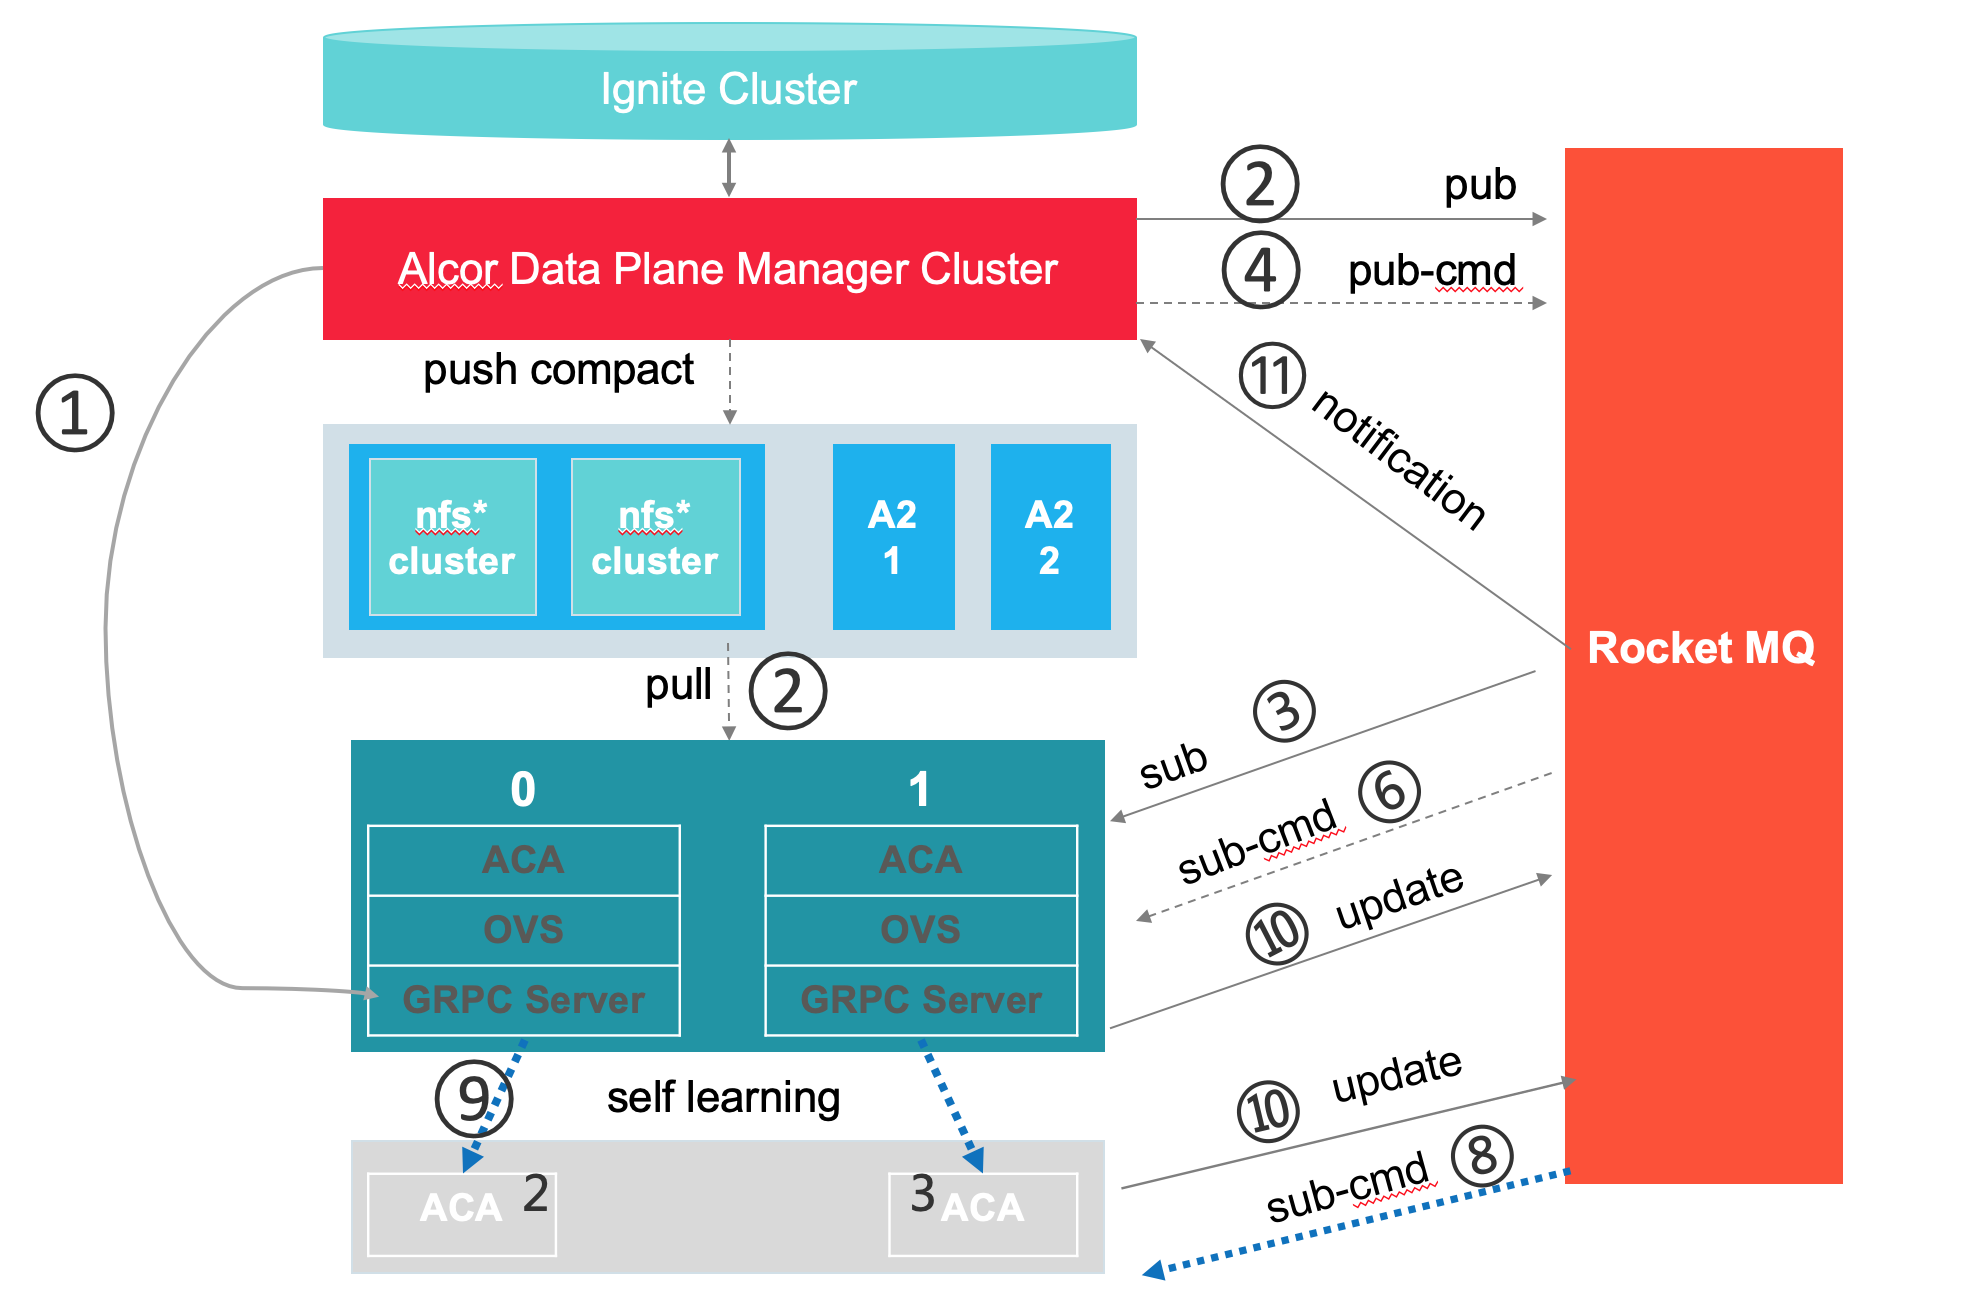 Ignite Cluster
② pub
Alcor Data Plane Manager Cluster
④ pub-cmd
push compact
⑪ notification
①
nfs*
cluster
nfs*
cluster
A2
1
A2
2
Rocket MQ
pull ②
sub ③
0
1
sub-cmd ⑥
ACA
OVS
GRPC Server
ACA
OVS
GRPC Server
⑩ update
⑨
self learning
⑩ update
sub-cmd ⑧
ACA 2
3 ACA